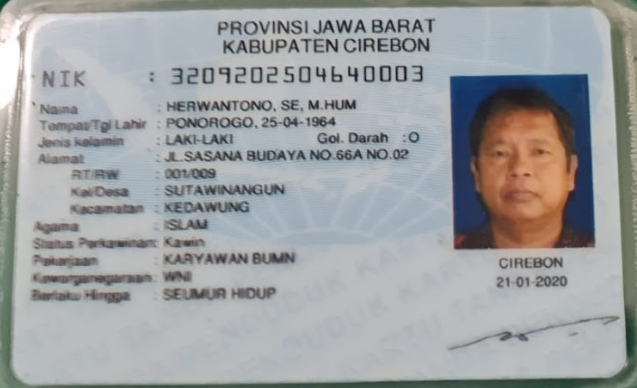 PROVINSI JAWA BARAT
KABUPATEN CIREBON
NIK : 3209202504640003
Nama : HERWANTONO, SE, M.HUM
Tempat/Tgl Lahir : PONOROGO, 25-04-1964
Jenis kelamin : LAKI-LAKI Gol. Darah : O
Alamat : JL.SASANA BUDAYA NO.66A NO.02
RT/RW : 001/009
Kel/Desa : SUTAWINANGUN
Kecamatan : KEDAWUNG
Agama : ISLAM
Status Perkawinan: Kawin
Pekerjaan : KARYAWAN BUMN
Kewarganegaraan: WNI
Berlaku Hingga : SEUMUR HIDUP
CIREBON
21-01-2020